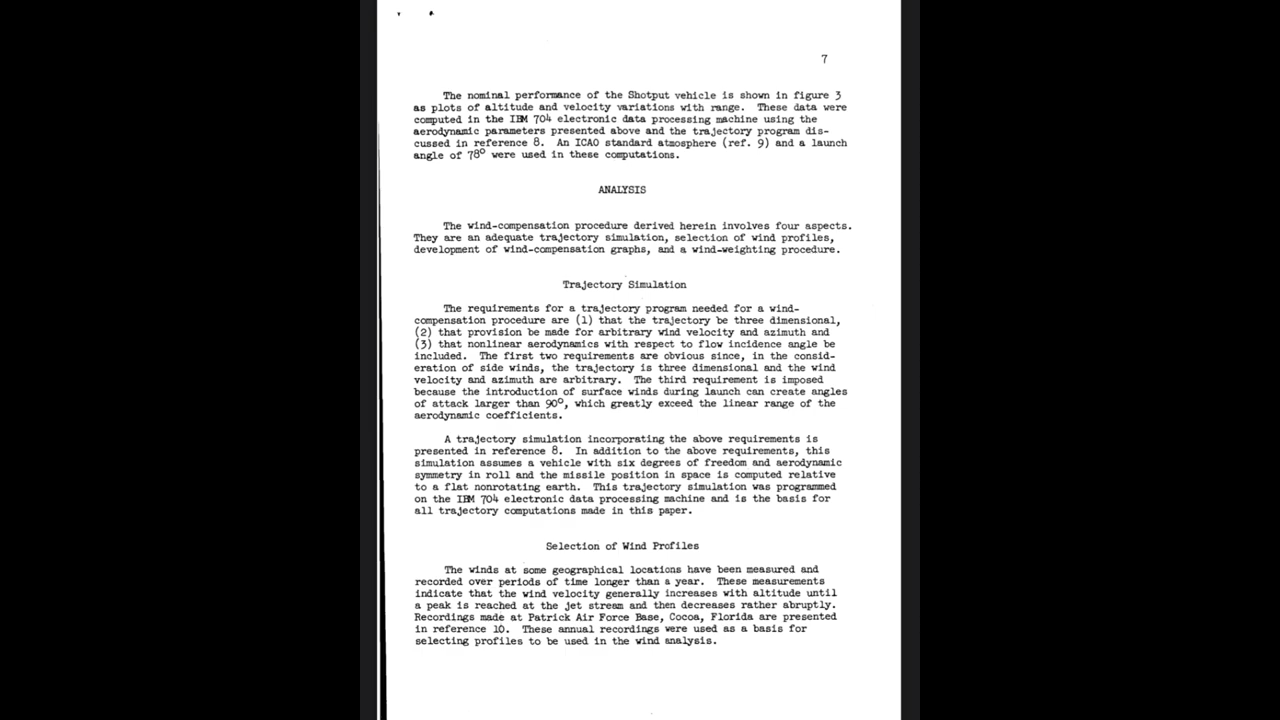 7
The nominal performance of the Shotput vehicle is shown in figure 3
as plots of altitude and velocity variations with range. These data were
computed in the IBM 704 electronic data processing machine using the
aerodynamic parameters presented above and the trajectory program dis-
cussed in reference 8. An ICAO standard atmosphere (ref. 9) and a launch
angle of 78° were used in these computations.
ANALYSIS
The wind-compensation procedure derived herein involves four aspects.
They are an adequate trajectory simulation, selection of wind profiles,
development of wind-compensation graphs, and a wind-weighting procedure.
Trajectory Simulation
The requirements for a trajectory program needed for a wind-
compensation procedure are (1) that the trajectory be three dimensional,
(2) that provision be made for arbitrary wind velocity and azimuth and
(3) that nonlinear aerodynamics with respect to flow incidence angle be
included. The first two requirements are obvious since, in the consid-
eration of side winds, the trajectory is three dimensional and the wind
velocity and azimuth are arbitrary. The third requirement is imposed
because the introduction of surface winds during launch can create angles
of attack larger than 90°, which greatly exceed the linear range of the
aerodynamic coefficients.
A trajectory simulation incorporating the above requirements is
presented in reference 8. In addition to the above requirements, this
simulation assumes a vehicle with six degrees of freedom and aerodynamic
symmetry in roll and the missile position in space is computed relative
to a flat nonrotating earth. This trajectory simulation was programmed
on the IBM 704 electronic data processing machine and is the basis for
all trajectory computations made in this paper.
Selection of Wind Profiles
The winds at some geographical locations have been measured and
recorded over periods of time longer than a year. These measurements
indicate that the wind velocity generally increases with altitude until
a peak is reached at the jet stream and then decreases rather abruptly.
Recordings made at Patrick Air Force Base, Cocoa, Florida are presented
in reference 10. These annual recordings were used as a basis for
selecting profiles to be used in the wind analysis.